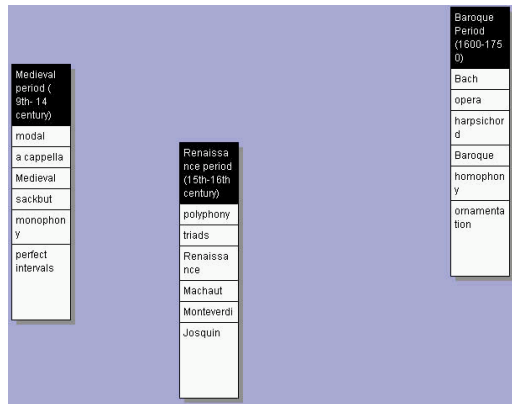 Medieval
period (
9th- 14
century)
modal
a cappella
Medieval
sackbut
monophon
y
perfect
intervals
Renaissa
nce period
(15th-16th
century)
polyphony
triads
Renaissa
nce
Machaut
Monteverdi
Josquin
Baroque
Period
(1600-175
0)
Bach
opera
harpsichor
d
Baroque
homophon
y
ornamenta
tion